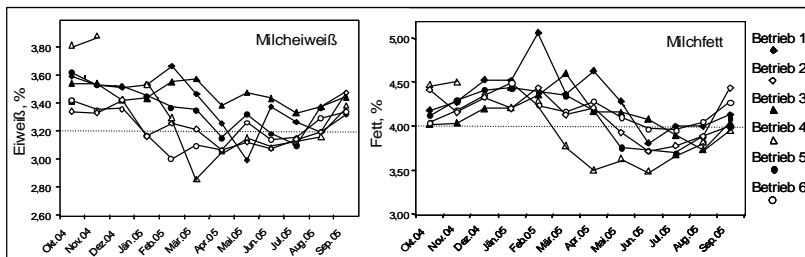 Milcheiweiß
Eiweiß, %
3,80
3,60
3,40
3,20
3,00
2,80
2,60
Okt.04
Nov.04
Dez.04
Jän.05
Feb.05
Mär.05
Apr.05
Mai.05
Jun.05
Jul.05
Aug.05
Sep.05
Milchfett
Fett, %
5,00
4,50
4,00
3,50
3,00
Okt.04
Nov.04
Dez.04
Jän.05
Feb.05
Mär.05
Apr.05
Mai.05
Jun.05
Jul.05
Aug.05
Sep.05
Betrieb 1
Betrieb 2
Betrieb 3
Betrieb 4
Betrieb 5
Betrieb 6